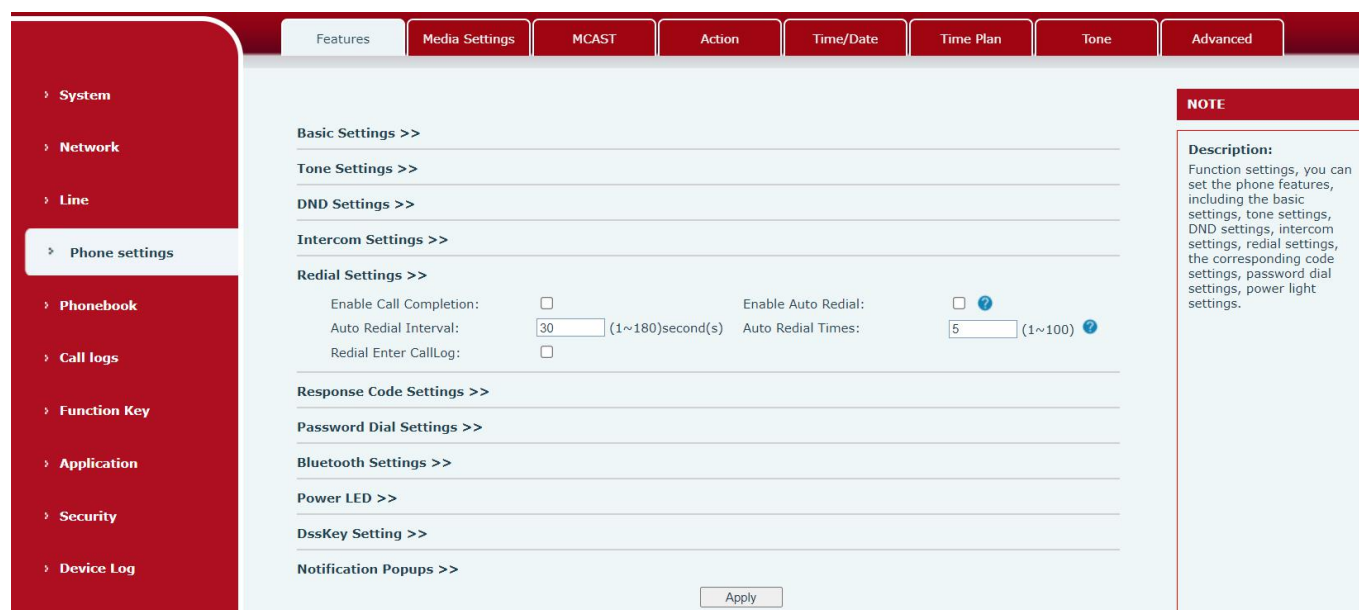 Features
Media Settings
MCAST
Action
Time/Date
Time Plan
Tone
Advanced
System
Network
Line
Phone settings
Phonebook
Call logs
Function Key
Application
Security
Device Log
Basic Settings >>
Tone Settings >>
DND Settings >>
Intercom Settings >>
Redial Settings >>
Enable Call Completion:
Enable Auto Redial: ?
Auto Redial Interval: 30 (1~180)second(s)
Auto Redial Times: 5 (1~100) ?
Redial Enter CallLog:
Response Code Settings >>
Password Dial Settings >>
Bluetooth Settings >>
Power LED >>
DssKey Setting >>
Notification Popups >>
Apply
NOTE
Description:
Function settings, you can
set the phone features,
including the basic
settings, tone settings,
DND settings, intercom
settings, redial settings,
the corresponding code
settings, password dial
settings, power light
settings.